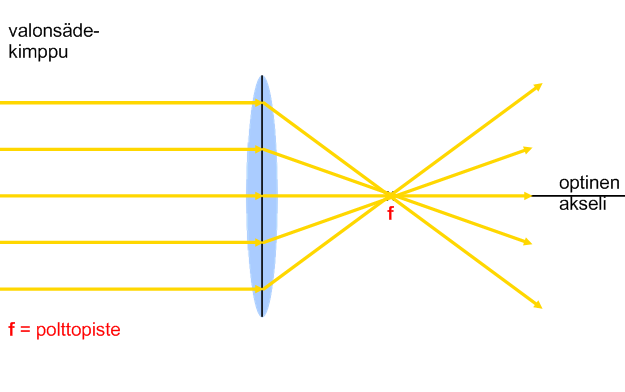 valonsäde-
kimppu
optinen
akseli
f
f = polttopiste